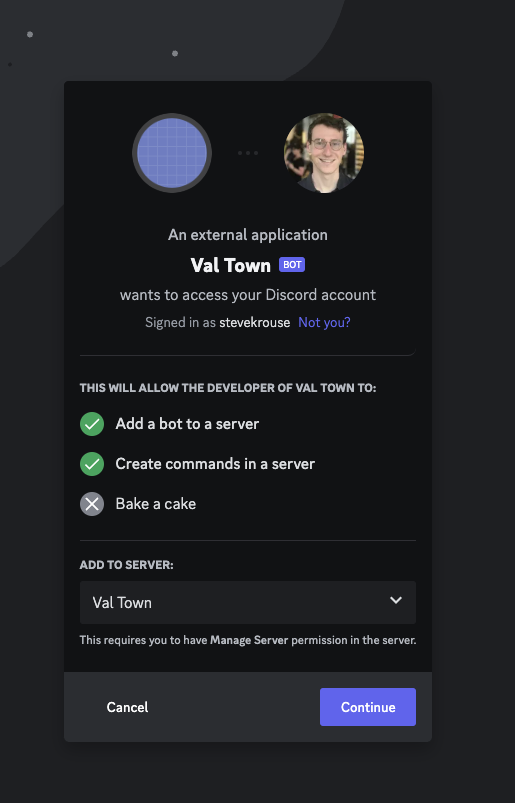 An external application
Val Town BOT
wants to access your Discord account
Signed in as stevekrouse Not you?
THIS WILL ALLOW THE DEVELOPER OF VAL TOWN TO:
Add a bot to a server
Create commands in a server
Bake a cake
ADD TO SERVER:
Val Town
This requires you to have Manage Server permission in the server.
Cancel
Continue